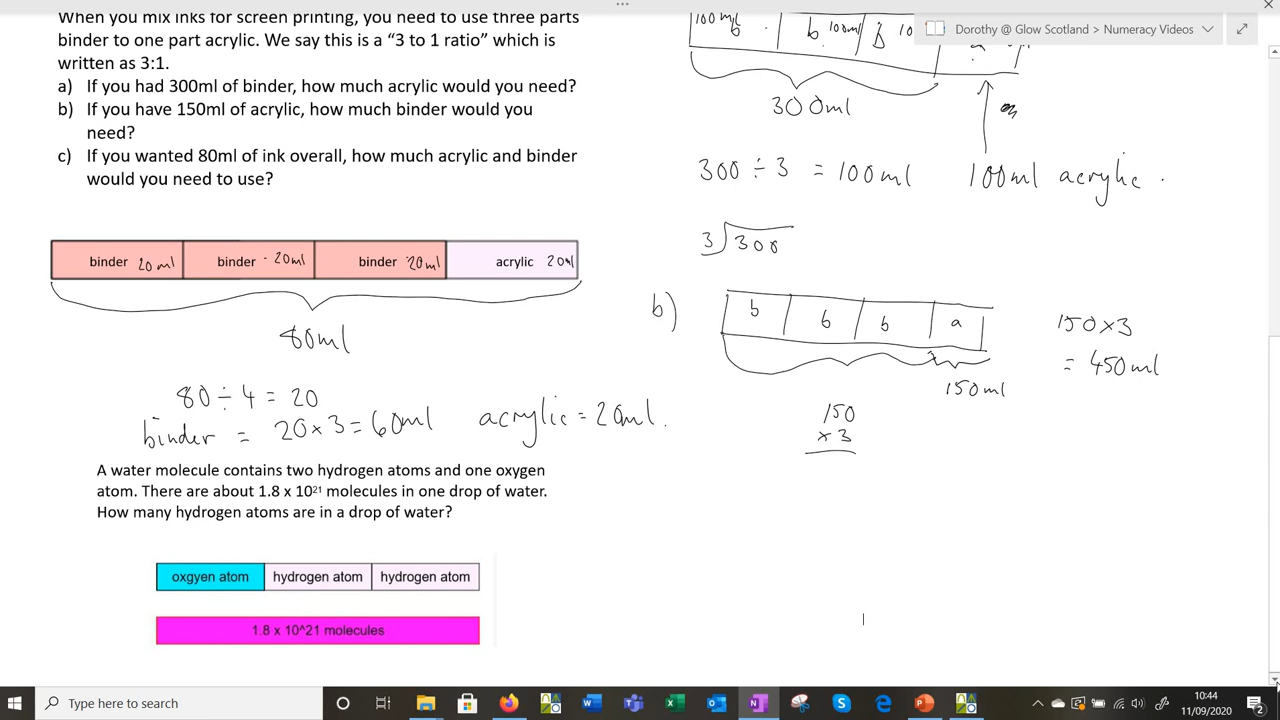 When you mix inks for screen printing, you need to use three parts
binder to one part acrylic. We say this is a “3 to 1 ratio” which is
written as 3:1.
a) If you had 300ml of binder, how much acrylic would you need?
b) If you have 150ml of acrylic, how much binder would you
need?
c) If you wanted 80ml of ink overall, how much acrylic and binder
would you need to use?
binder 20ml binder 20ml binder 20ml acrylic 20ml
80ml
80 ÷ 4 = 20
binder = 20 x 3 = 60ml acrylic = 20ml.
A water molecule contains two hydrogen atoms and one oxygen
atom. There are about 1.8 x 10²¹ molecules in one drop of water.
How many hydrogen atoms are in a drop of water?
oxgyen atom hydrogen atom hydrogen atom
1.8 x 10^21 molecules
Dorothy @ Glow Scotland > Numeracy Videos
100ml b b 100ml b 10 a
300ml
300 ÷ 3 = 100ml 100ml acrylic.
3 300
b) b b b a 150x3
= 450ml
150ml
150
x 3
Type here to search
10:44
11/09/2020
2